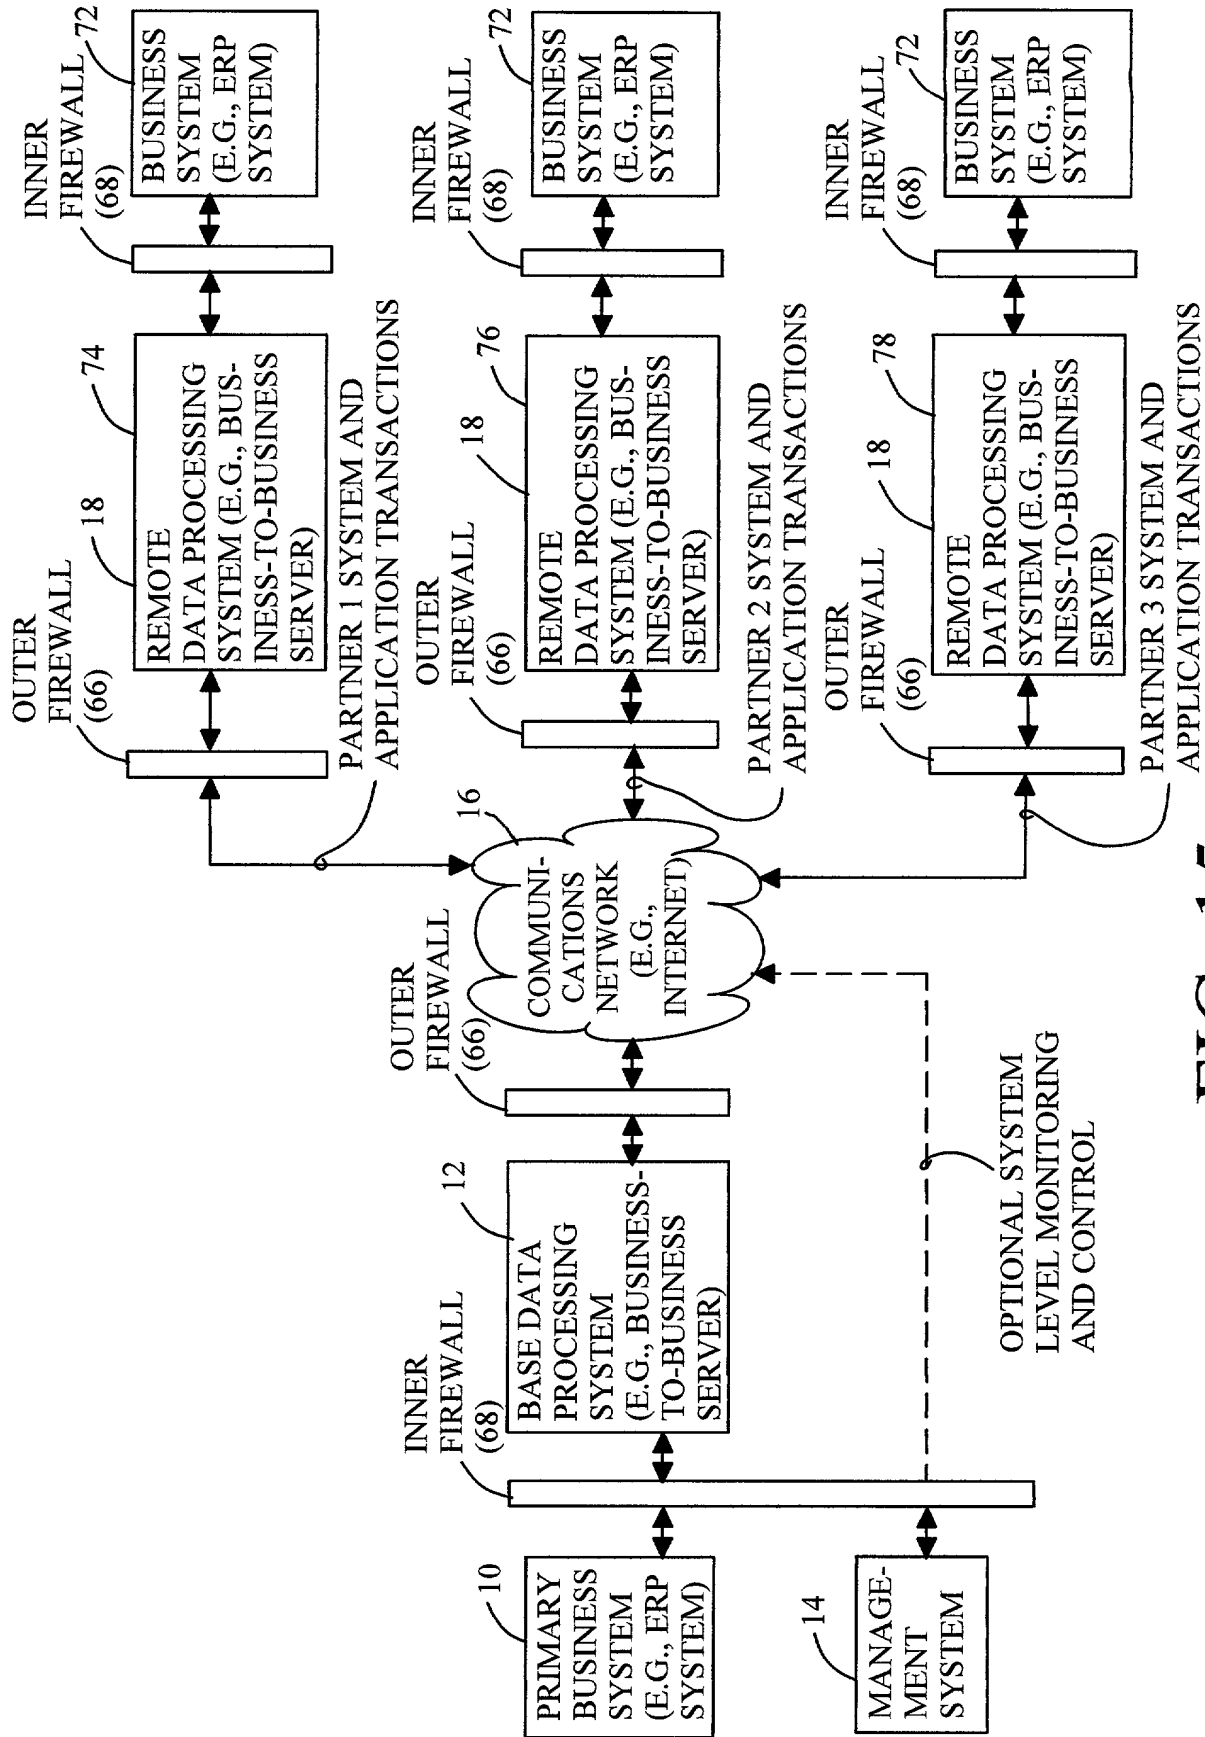 PRIMARY
BUSINESS
SYSTEM
(E.G., ERP
SYSTEM)
10
MANAGE-
MENT
SYSTEM
14
INNER
FIREWALL
(68)
BASE DATA
PROCESSING
SYSTEM
(E.G., BUSINESS-
TO-BUSINESS
SERVER)
12
OUTER
FIREWALL
(66)
OPTIONAL SYSTEM
LEVEL MONITORING
AND CONTROL
COMMUNI-
CATIONS
NETWORK
(E.G.,
INTERNET)
16
OUTER
FIREWALL
(66)
REMOTE
DATA PROCESSING
SYSTEM (E.G., BUS-
INESS-TO-BUSINESS
SERVER)
18
74
PARTNER 1 SYSTEM AND
APPLICATION TRANSACTIONS
INNER
FIREWALL
(68)
BUSINESS
SYSTEM
(E.G., ERP
SYSTEM)
72
OUTER
FIREWALL
(66)
REMOTE
DATA PROCESSING
SYSTEM (E.G., BUS-
INESS-TO-BUSINESS
SERVER)
18
76
PARTNER 2 SYSTEM AND
APPLICATION TRANSACTIONS
INNER
FIREWALL
(68)
BUSINESS
SYSTEM
(E.G., ERP
SYSTEM)
72
OUTER
FIREWALL
(66)
REMOTE
DATA PROCESSING
SYSTEM (E.G., BUS-
INESS-TO-BUSINESS
SERVER)
18
78
PARTNER 3 SYSTEM AND
APPLICATION TRANSACTIONS
INNER
FIREWALL
(68)
BUSINESS
SYSTEM
(E.G., ERP
SYSTEM)
72